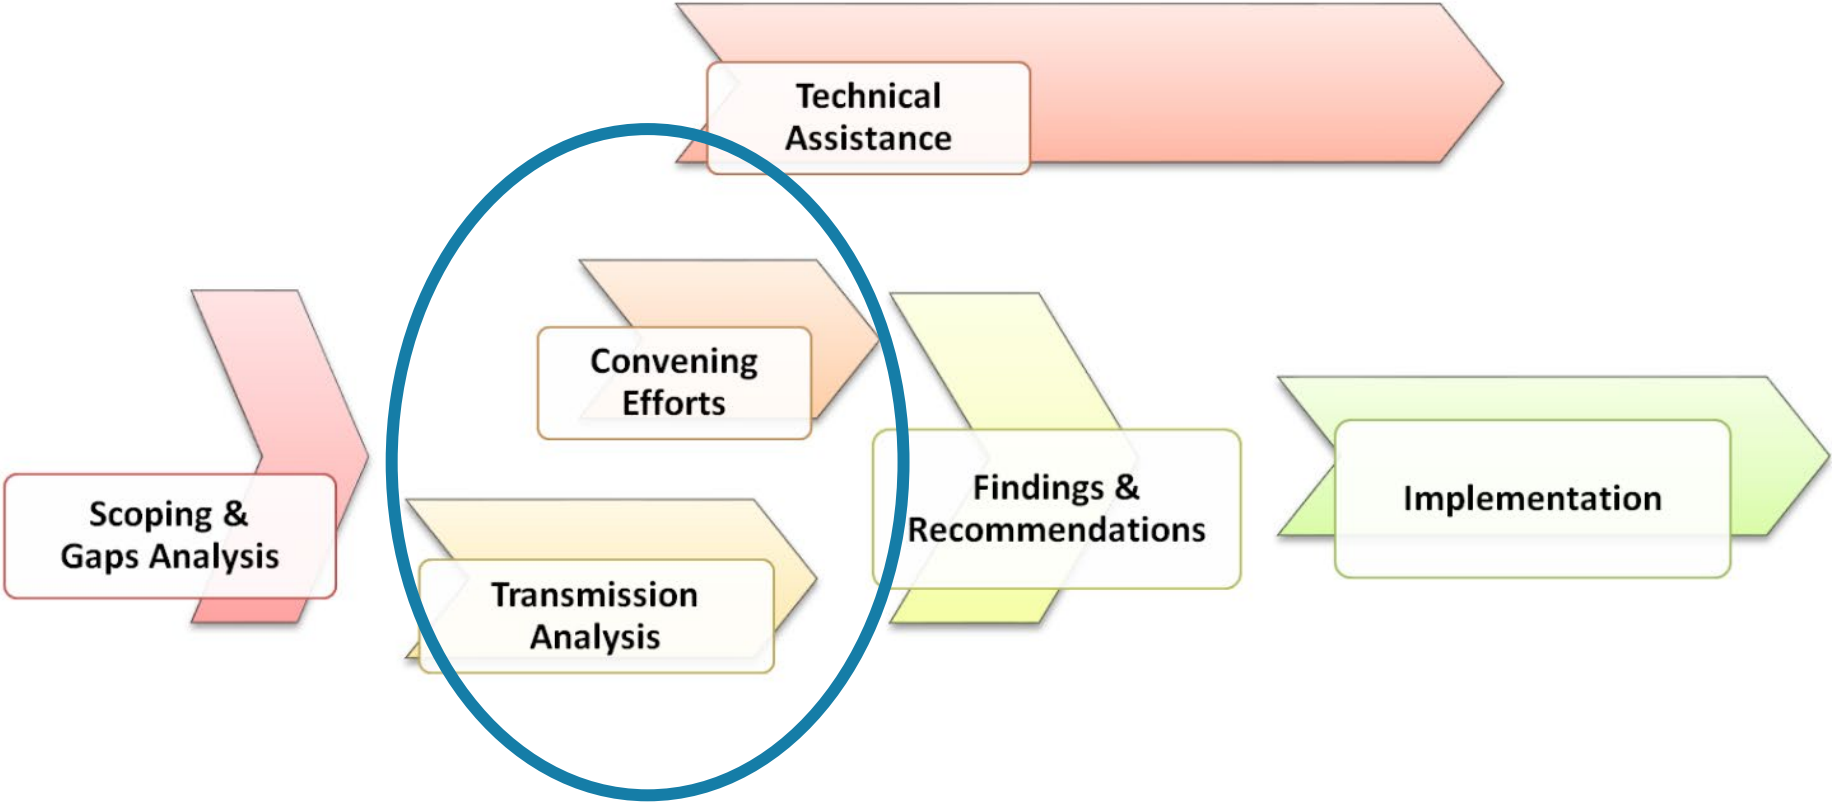 Technical
Assistance
Convening
Efforts
Scoping &
Gaps Analysis
Transmission
Analysis
Findings &
Recommendations
Implementation